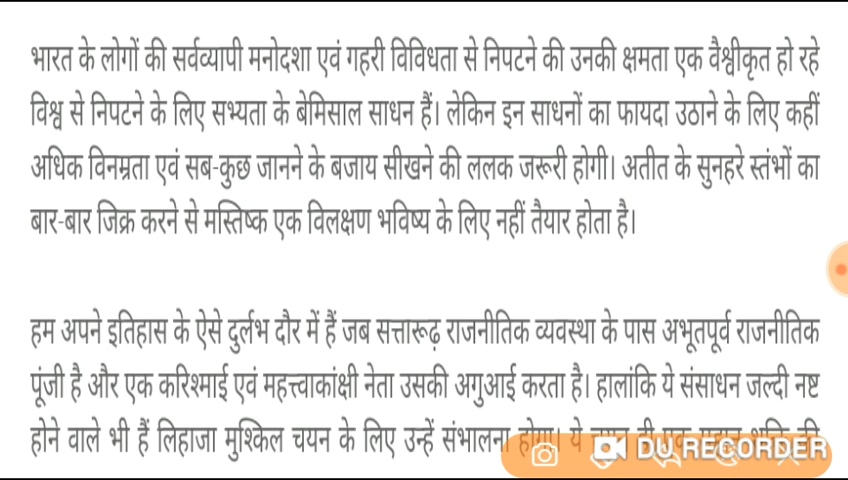 भारत के लोगों की सर्वव्यापी मनोदशा एवं गहरी विविधता से निपटने की उनकी क्षमता एक वैश्वीकृत हो रहे
विश्व से निपटने के लिए सभ्यता के बेमिसाल साधन हैं। लेकिन इन साधनों का फायदा उठाने के लिए कहीं
अधिक विनम्रता एवं सब-कुछ जानने के बजाय सीखने की ललक जरूरी होगी। अतीत के सुनहरे स्तंभों का
बार-बार जिक्र करने से मस्तिष्क एक विलक्षण भविष्य के लिए नहीं तैयार होता है।
हम अपने इतिहास के ऐसे दुर्लभ दौर में हैं जब सत्तारूढ़ राजनीतिक व्यवस्था के पास अभूतपूर्व राजनीतिक
पूंजी है और एक करिश्माई एवं महत्त्वाकांक्षी नेता उसकी अगुआई करता है। हालांकि ये संसाधन जल्दी नष्ट
होने वाले भी हैं लिहाजा मुश्किल चयन के लिए उन्हें संभालना होगा। ये
DU RECORDER